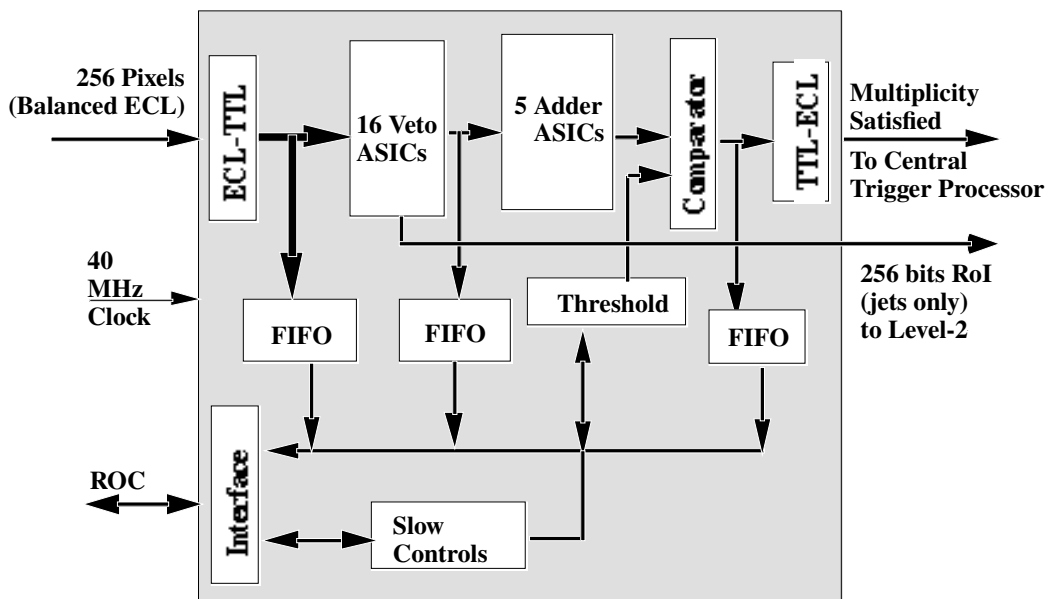 256 Pixels
(Balanced ECL)
ECL-TTL
16 Veto
ASICs
5 Adder
ASICs
Comparator
TTL-ECL
Multiplicity
Satisfied
To Central
Trigger Processor
40
MHz
Clock
FIFO
FIFO
Threshold
FIFO
256 bits RoI
(jets only)
to Level-2
ROC
Interface
Slow
Controls